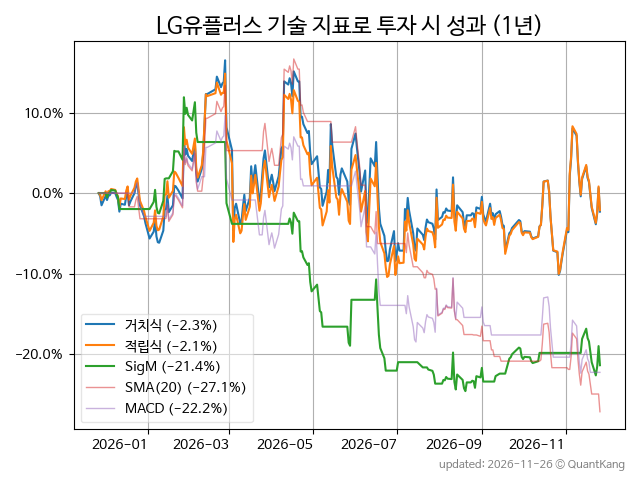 LG유플러스 기술 지표로 투자 시 성과 (1년)
10.0%
0.0%
−10.0%
−20.0%
거치식 (−2.3%)
적립식 (−2.1%)
SigM (−21.4%)
SMA(20) (−27.1%)
MACD (−22.2%)
2026−01 2026−03 2026−05 2026−07 2026−09 2026−11
updated: 2026−11−26 © QuantKang